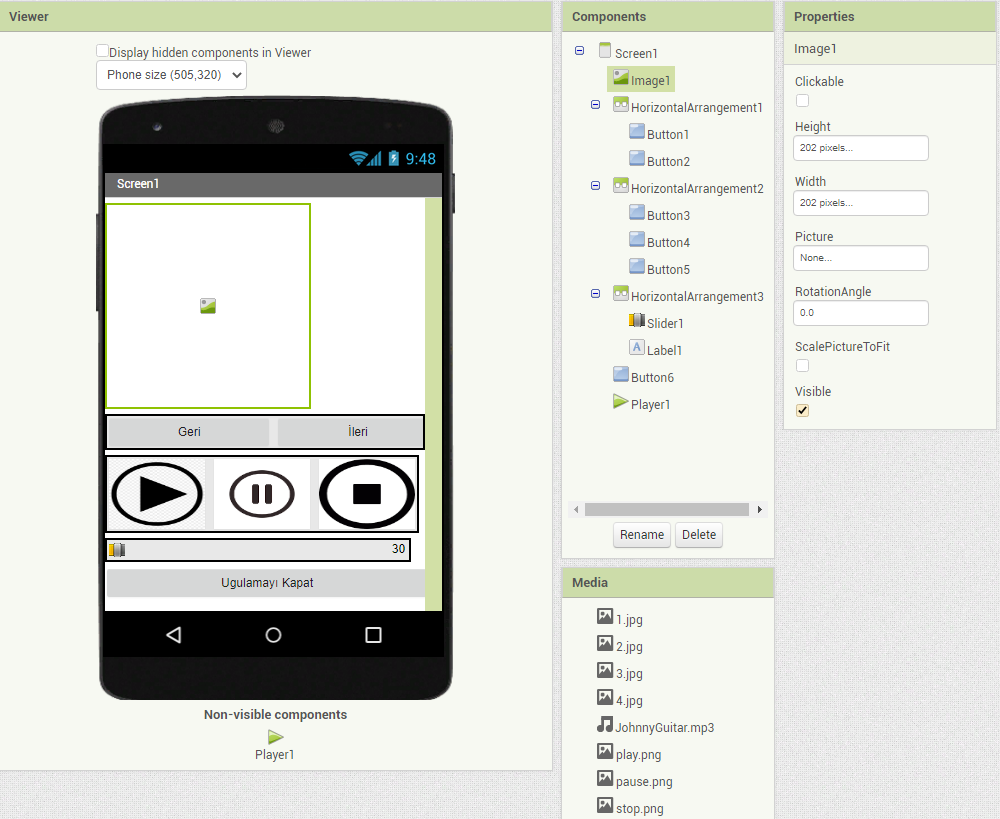 Viewer
Display hidden components in Viewer
Phone size (505,320)
9:48
Screen1
Geri
İleri
30
Ugulamayı Kapat
Non-visible components
Player1
Components
Screen1
Image1
HorizontalArrangement1
Button1
Button2
HorizontalArrangement2
Button3
Button4
Button5
HorizontalArrangement3
Slider1
A Label1
Button6
Player1
Rename
Delete
Media
1.jpg
2.jpg
3.jpg
4.jpg
JohnnyGuitar.mp3
play.png
pause.png
stop.png
Properties
Image1
Clickable
Height
202 pixels...
Width
202 pixels...
Picture
None...
RotationAngle
0.0
ScalePictureToFit
Visible